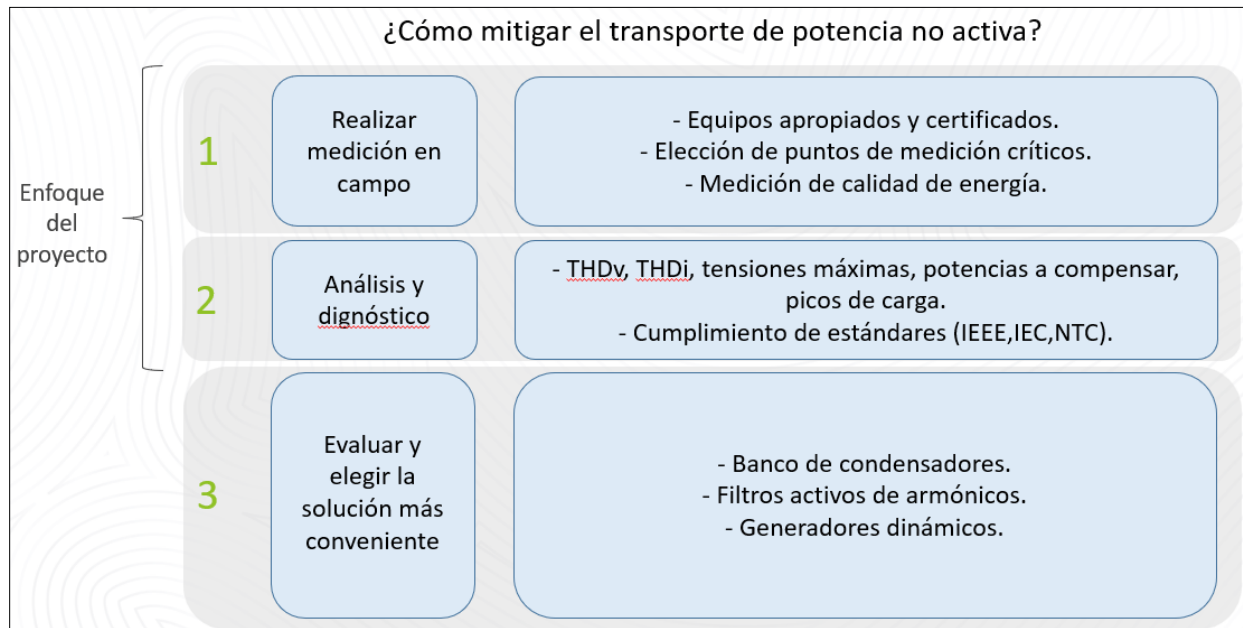 ¿Cómo mitigar el transporte de potencia no activa?
Enfoque
del
proyecto
1
Realizar
medición en
campo
- Equipos apropiados y certificados.
- Elección de puntos de medición críticos.
- Medición de calidad de energía.
2
Análisis y
dignóstico
- THDv, THDi, tensiones máximas, potencias a compensar,
picos de carga.
- Cumplimiento de estándares (IEEE,IEC,NTC).
3
Evaluar y
elegir la
solución más
conveniente
- Banco de condensadores.
- Filtros activos de armónicos.
- Generadores dinámicos.